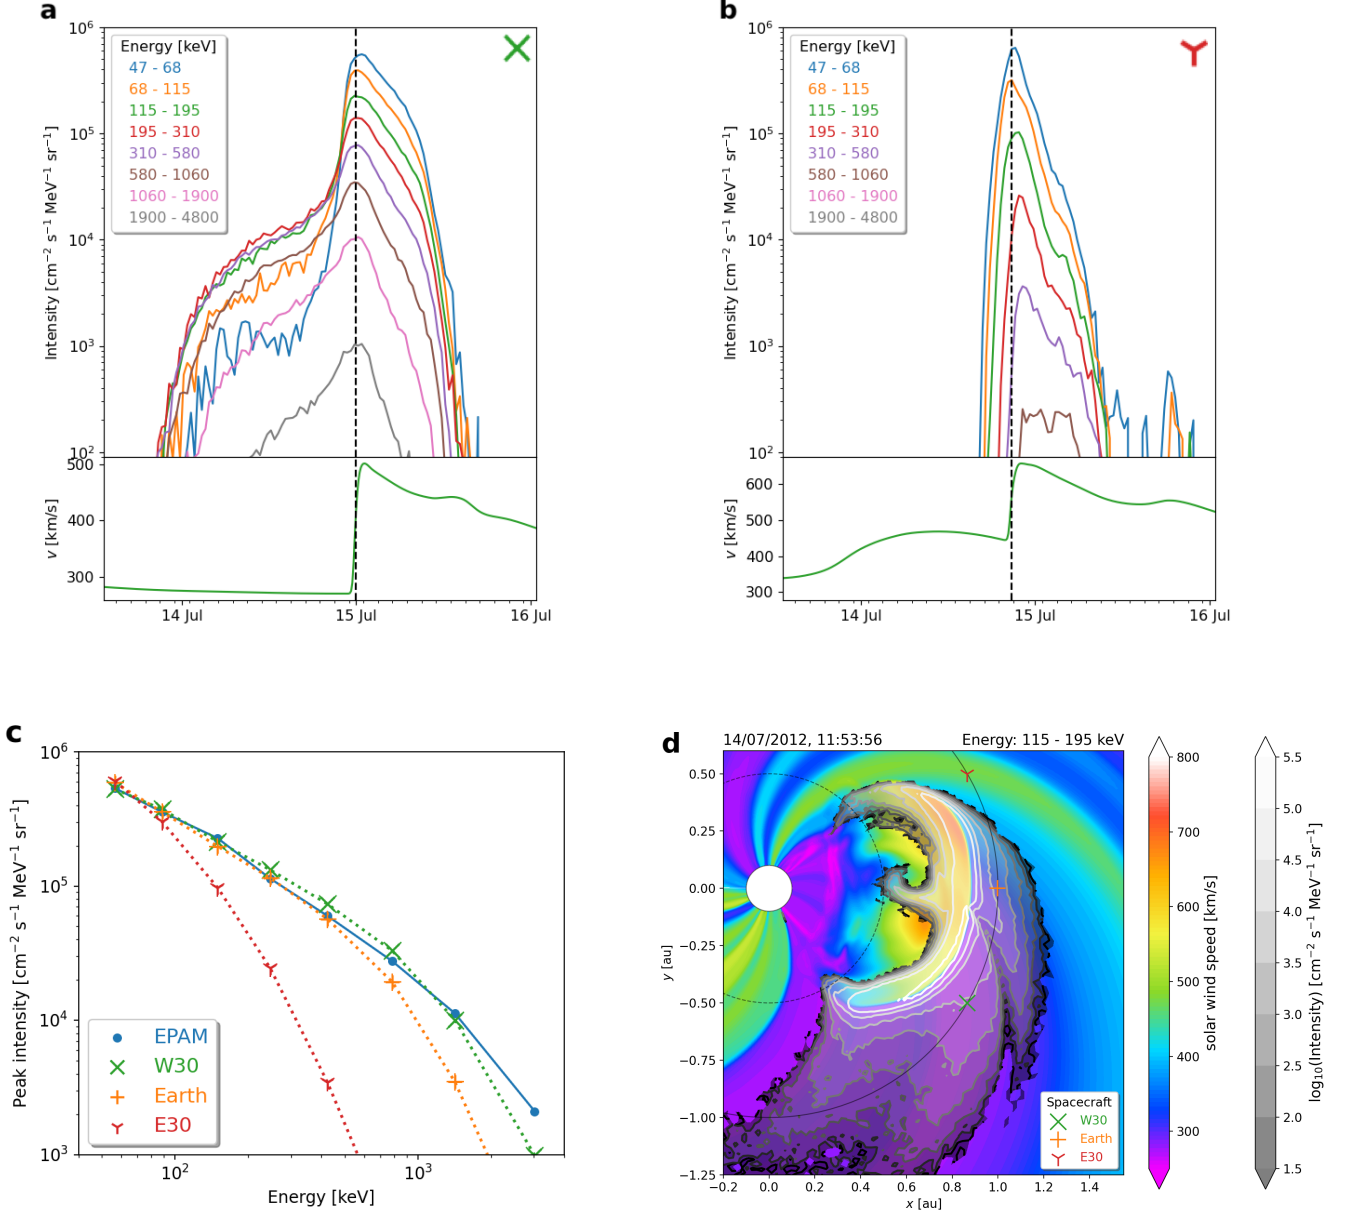 a
Intensity [cm⁻² s⁻¹ MeV⁻¹ sr⁻¹]
10⁶
10⁵
10⁴
10³
10²
Energy [keV]
47 - 68
68 - 115
115 - 195
195 - 310
310 - 580
580 - 1060
1060 - 1900
1900 - 4800
v [km/s]
500
400
300
14 Jul
15 Jul
16 Jul
b
Intensity [cm⁻² s⁻¹ MeV⁻¹ sr⁻¹]
10⁶
10⁵
10⁴
10³
10²
Energy [keV]
47 - 68
68 - 115
115 - 195
195 - 310
310 - 580
580 - 1060
1060 - 1900
1900 - 4800
v [km/s]
600
500
400
300
14 Jul
15 Jul
16 Jul
c
Peak intensity [cm⁻² s⁻¹ MeV⁻¹ sr⁻¹]
10⁶
10⁵
10⁴
10³
EPAM
W30
Earth
E30
10²
10³
Energy [keV]
d
14/07/2012, 11:53:56 Energy: 115 - 195 keV
y [au]
0.50
0.25
0.00
−0.25
−0.50
−0.75
−1.00
−1.25
Spacecraft
W30
Earth
E30
−0.2 0.0 0.2 0.4 0.6 0.8 1.0 1.2 1.4
x [au]
800
700
600
500
400
300
solar wind speed [km/s]
5.5
5.0
4.5
4.0
3.5
3.0
2.5
2.0
1.5
log₁₀(Intensity) [cm⁻² s⁻¹ MeV⁻¹ sr⁻¹]